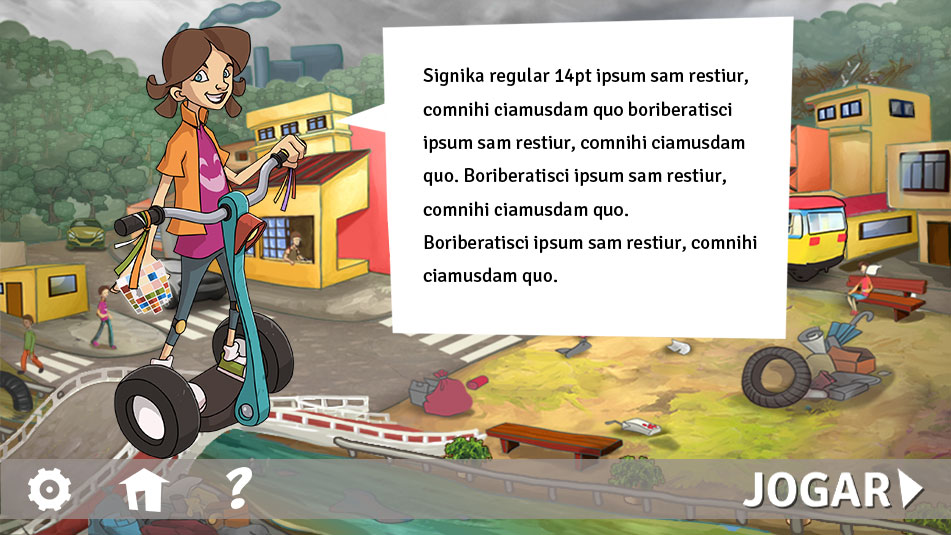 Signika regular 14pt ipsum sam restiur,
comnihi ciamusdam quo boriberatisci
ipsum sam restiur, comnihi ciamusdam
quo. Boriberatisci ipsum sam restiur,
comnihi ciamusdam quo.
Boriberatisci ipsum sam restiur, comnihi
ciamusdam quo.
?
JOGAR